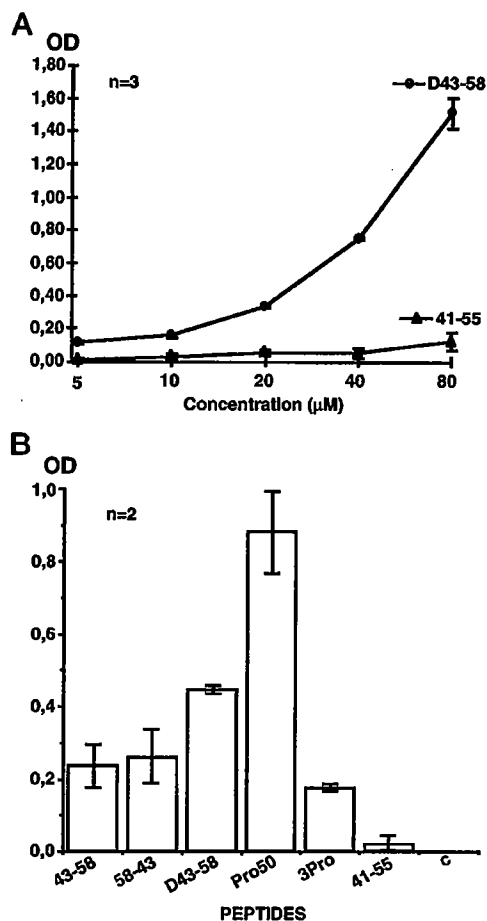 A
OD
1,80
n=3
D43-58
1,60
1,40
1,20
1,00
0,80
0,60
0,40
0,20
41-55
0,00
5 10 20 40 80
Concentration (µM)
B
OD
1,0
n=2
0,8
0,6
0,4
0,2
0,0
43-58 58-43 D43-58 Pro50 3Pro 41-55 c
PEPTIDES